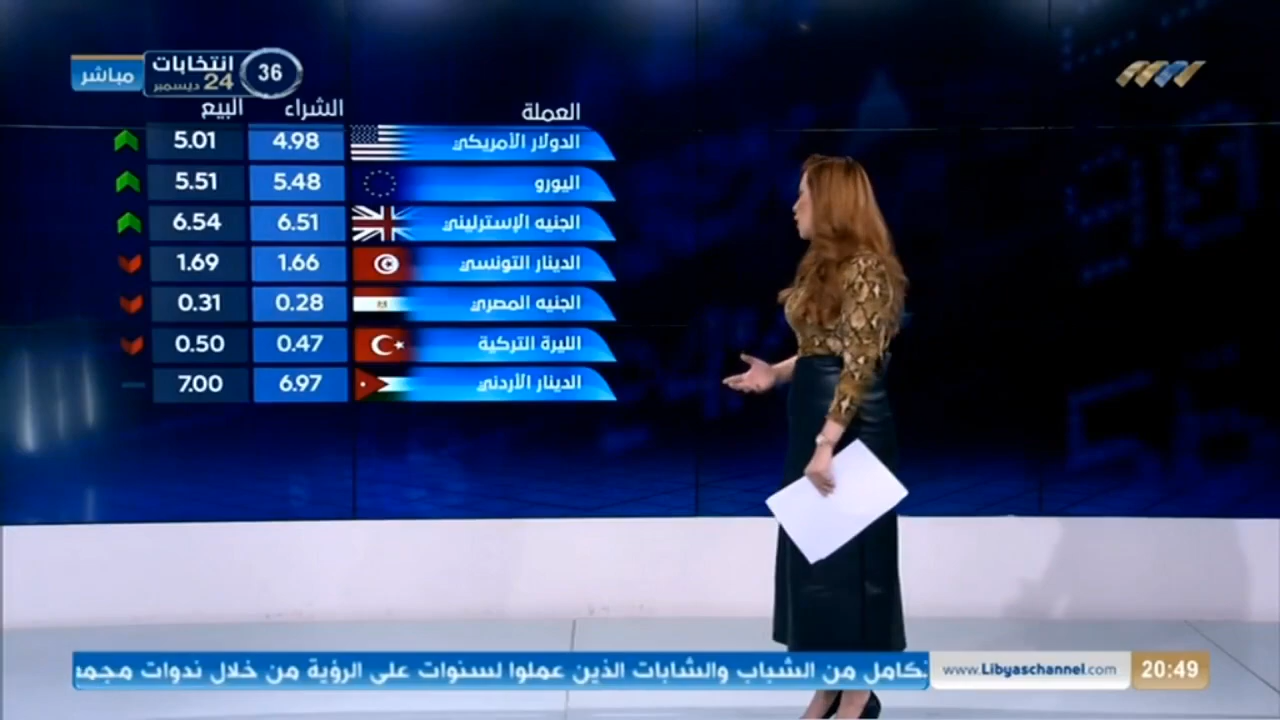 مباشر
انتخابات
24 ديسمبر
36
العملة الشراء البيع
الدولار الأمريكي 4.98 5.01
اليورو 5.48 5.51
الجنيه الإسترليني 6.51 6.54
الدينار التونسي 1.66 1.69
الجنيه المصري 0.28 0.31
الليرة التركية 0.47 0.50
الدينار الأردني 6.97 7.00
من الشباب والشابات الذين عملوا لسنوات على الرؤية من خلال ندوات
www.Libyaschannel.com
20:49